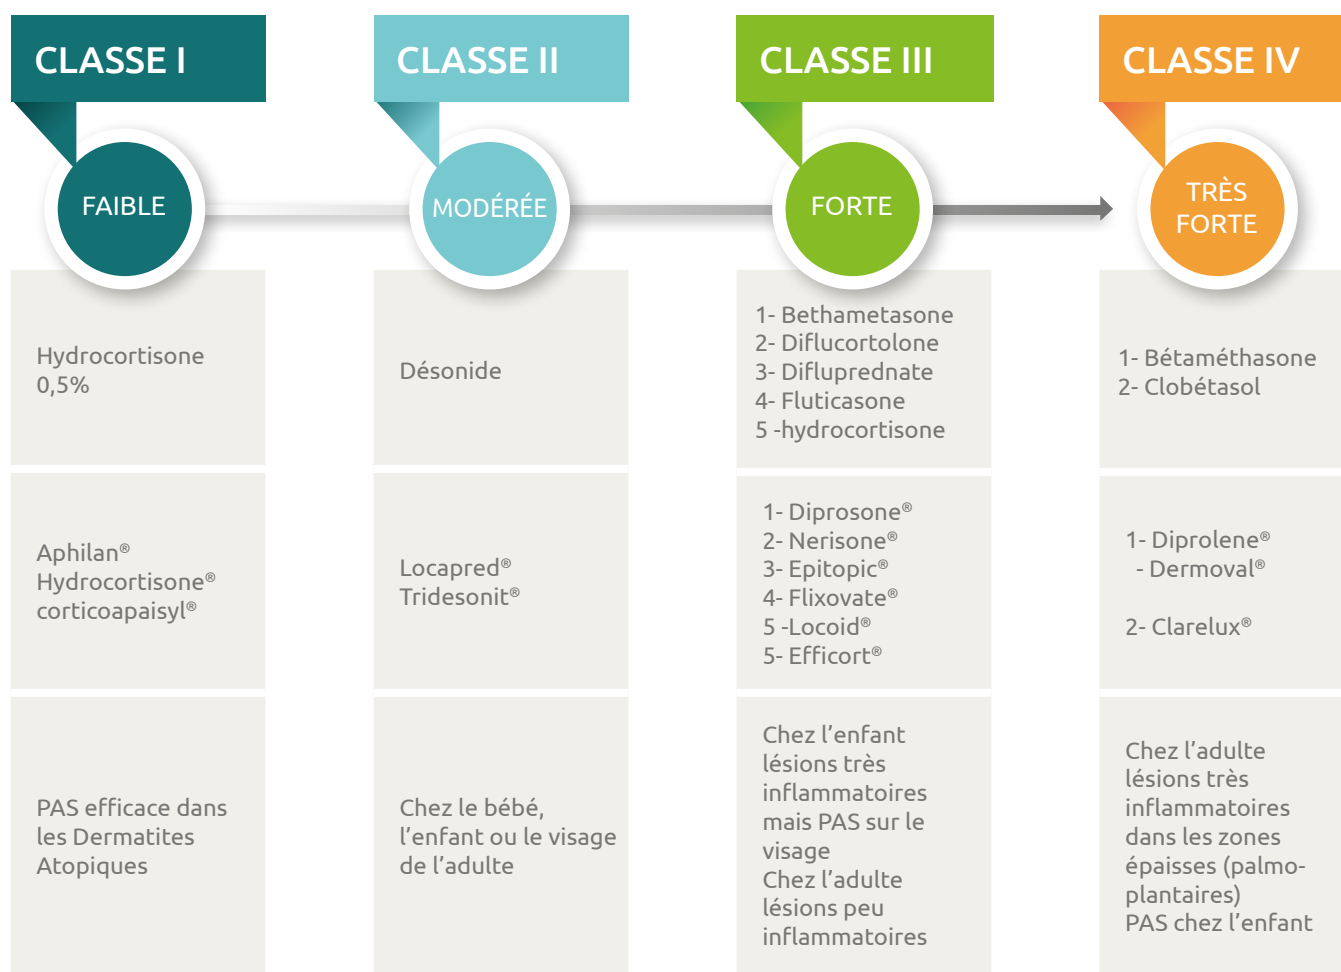 CLASSE I
FAIBLE
Hydrocortisone
0,5%
Aphilan®
Hydrocortisone®
corticoapaisyl®
PAS efficace dans
les Dermatites
Atopiques
CLASSE II
MODÉRÉE
Désonide
Locapred®
Tridesonit®
Chez le bébé,
l’enfant ou le visage
de l’adulte
CLASSE III
FORTE
1- Bethametasone
2- Diflucortolone
3- Difluprednate
4- Fluticasone
5 -hydrocortisone
1- Diprosone®
2- Nerisone®
3- Epitopic®
4- Flixovate®
5 -Locoid®
5- Efficort®
Chez l’enfant
lésions très
inflammatoires
mais PAS sur le
visage
Chez l’adulte
lésions peu
inflammatoires
CLASSE IV
TRÈS
FORTE
1- Bétaméthasone
2- Clobétasol
1- Diprolene®
- Dermoval®
2- Clarelux®
Chez l’adulte
lésions très
inflammatoires
dans les zones
épaisses (palmo-
plantaires)
PAS chez l’enfant